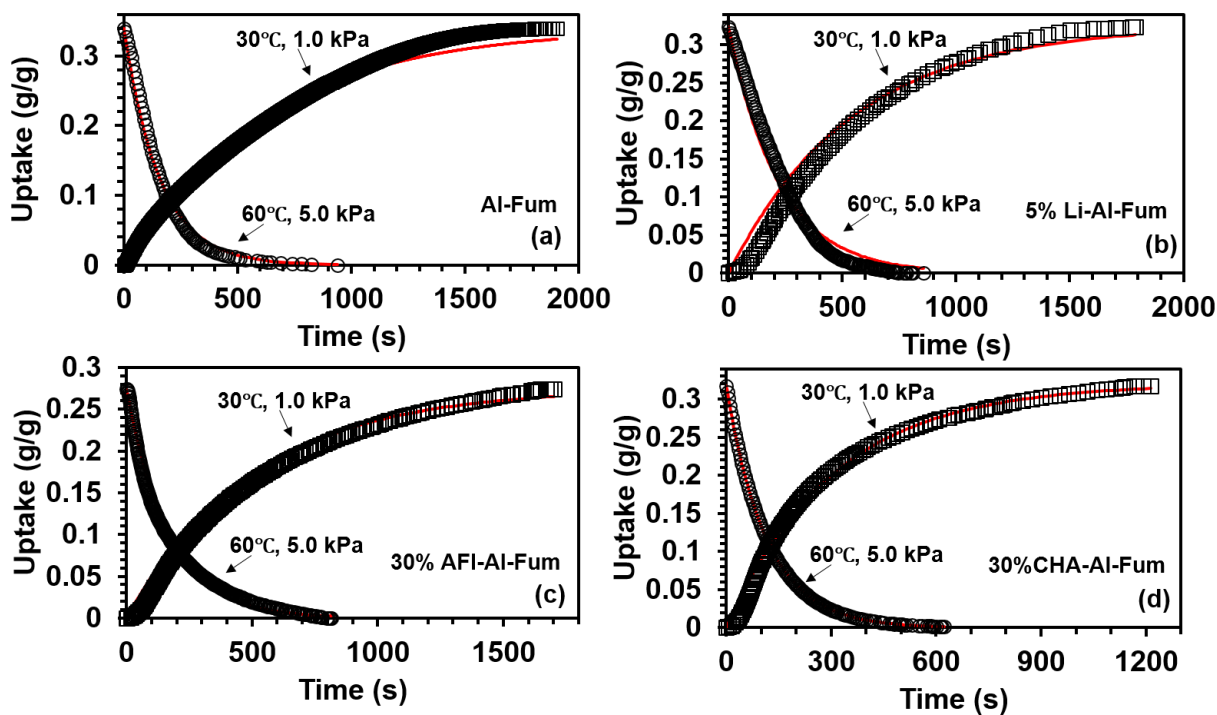 Uptake (g/g)
0.3
0.2
0.1
0
30℃, 1.0 kPa
60℃, 5.0 kPa
Al-Fum
(a)
0 500 1000 1500 2000
Time (s)
Uptake (g/g)
0.3
0.25
0.2
0.15
0.1
0.05
0
30℃, 1.0 kPa
60℃, 5.0 kPa
5% Li-Al-Fum
(b)
0 500 1000 1500 2000
Time (s)
Uptake (g/g)
0.3
0.25
0.2
0.15
0.1
0.05
0
30℃, 1.0 kPa
60℃, 5.0 kPa
30% AFI-Al-Fum
(c)
0 500 1000 1500
Time (s)
Uptake (g/g)
0.3
0.25
0.2
0.15
0.1
0.05
0
30℃, 1.0 kPa
60℃, 5.0 kPa
30%CHA-Al-Fum
(d)
0 300 600 900 1200
Time (s)